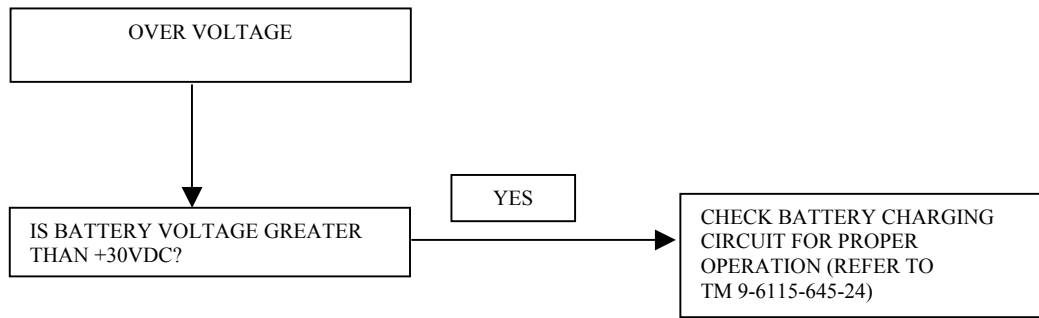 OVER VOLTAGE
IS BATTERY VOLTAGE GREATER
THAN +30VDC?
YES
CHECK BATTERY CHARGING
CIRCUIT FOR PROPER
OPERATION (REFER TO
TM 9-6115-645-24)